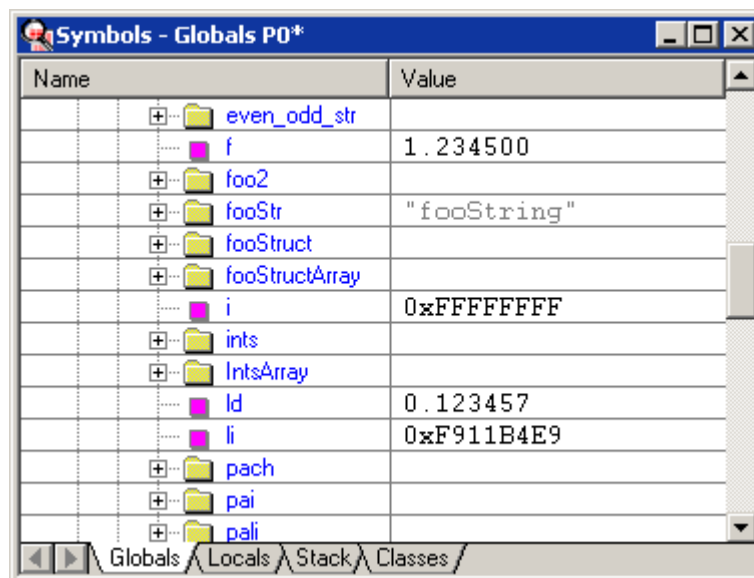 Symbols - Globals P0*
Name Value
even_odd_str
f 1.234500
foo2
fooStr "fooString"
fooStruct
fooStructArray
i 0xFFFFFFFF
ints
IntsArray
ld 0.123457
li 0xF911B4E9
pach
pai
pali
Globals Locals Stack Classes